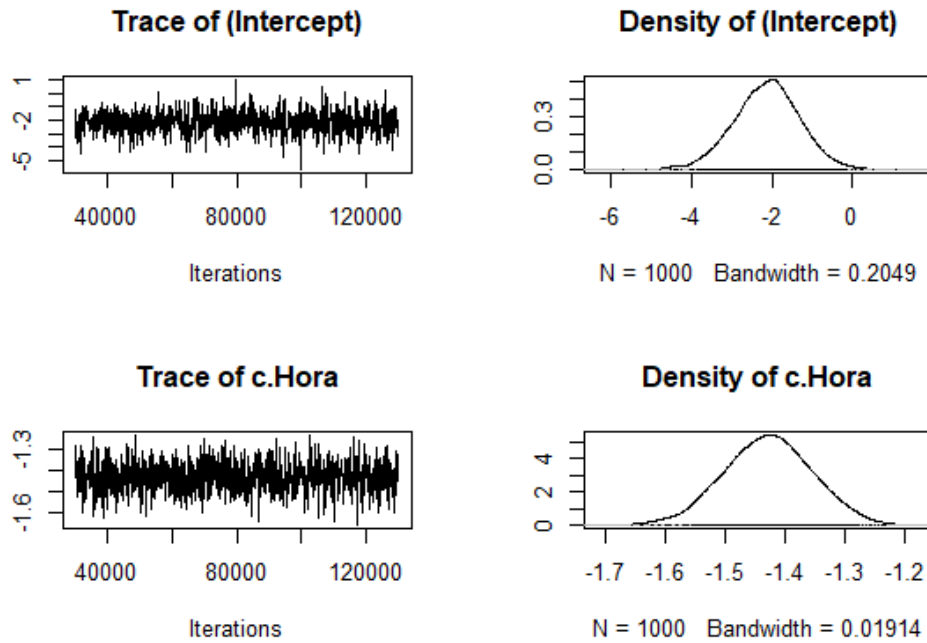 Trace of (Intercept)
1
-2
-5
40000 80000 120000
Iterations
Density of (Intercept)
0.3
0.0
-6 -4 -2 0
N = 1000 Bandwidth = 0.2049
Trace of c.Hora
-1.3
-1.6
40000 80000 120000
Iterations
Density of c.Hora
4
2
0
-1.7 -1.6 -1.5 -1.4 -1.3 -1.2
N = 1000 Bandwidth = 0.01914